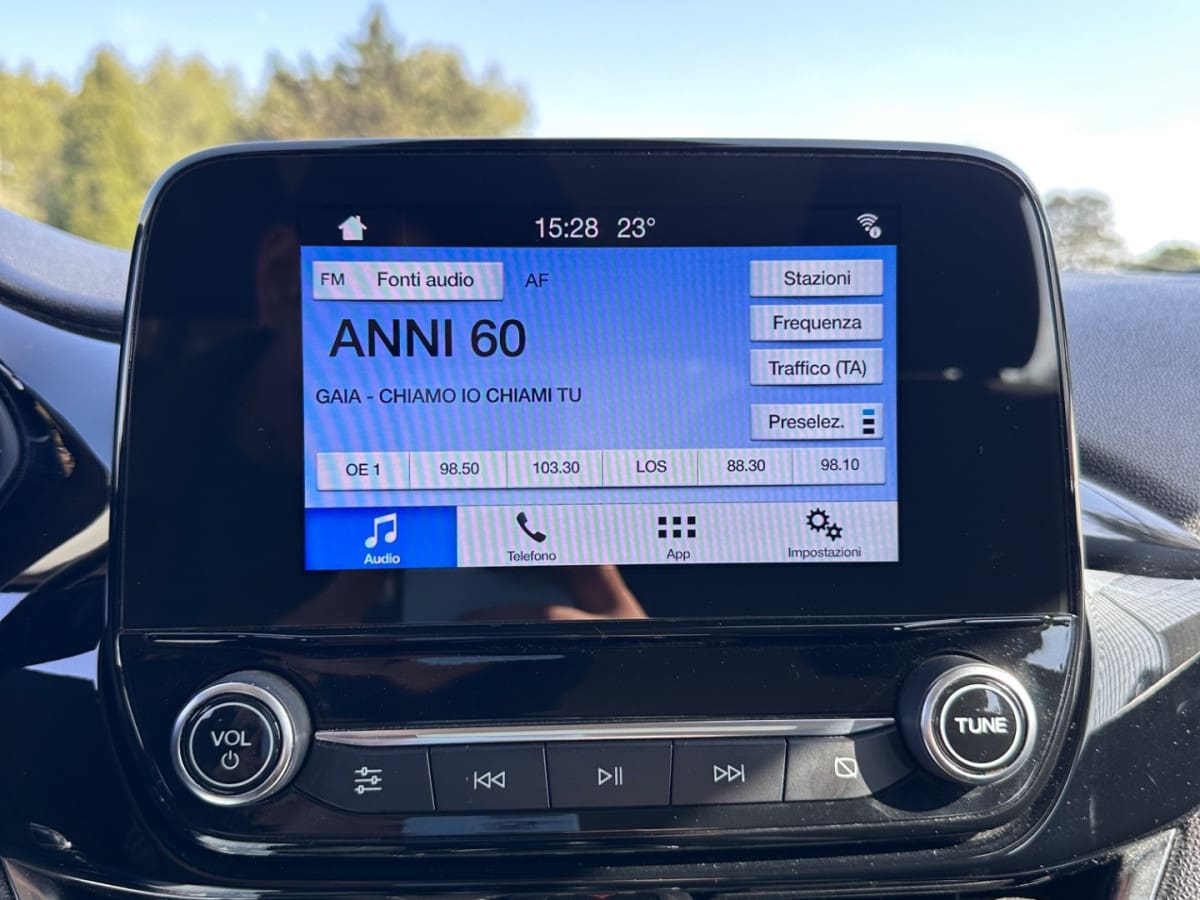 15:28 23°
FM Fonti audio AF
Stazioni
ANNI 60
Frequenza
Traffico (TA)
GAIA - CHIAMO IO CHIAMI TU
Preselez.
OE 1 98.50 103.30 LOS 88.30 98.10
Audio Telefono App Impostazioni
VOL
TUNE